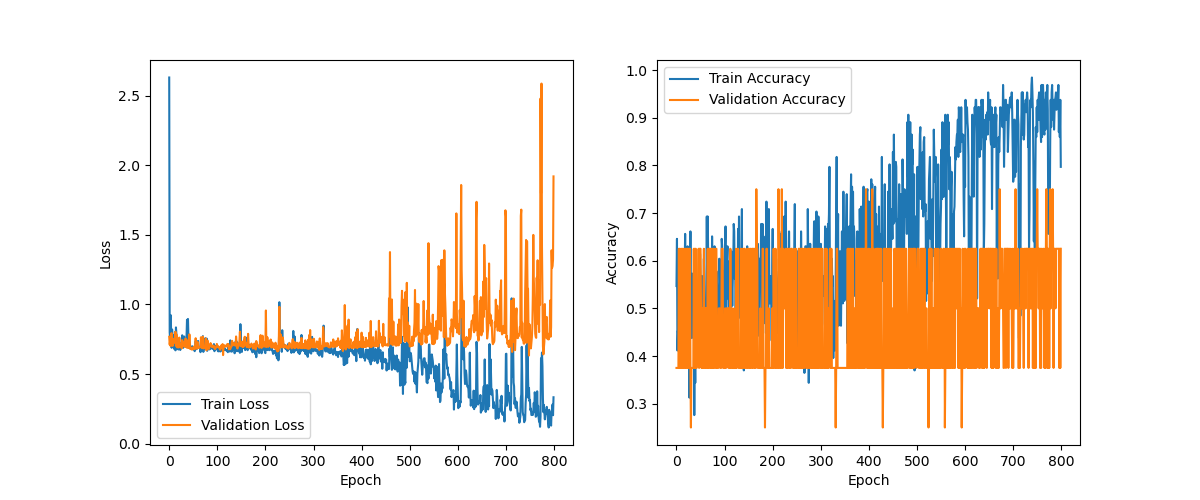 2.5
2.0
1.5
1.0
0.5
0.0
Loss
Train Loss
Validation Loss
0 100 200 300 400 500 600 700 800
Epoch
1.0
0.9
0.8
0.7
0.6
0.5
0.4
0.3
Accuracy
Train Accuracy
Validation Accuracy
0 100 200 300 400 500 600 700 800
Epoch